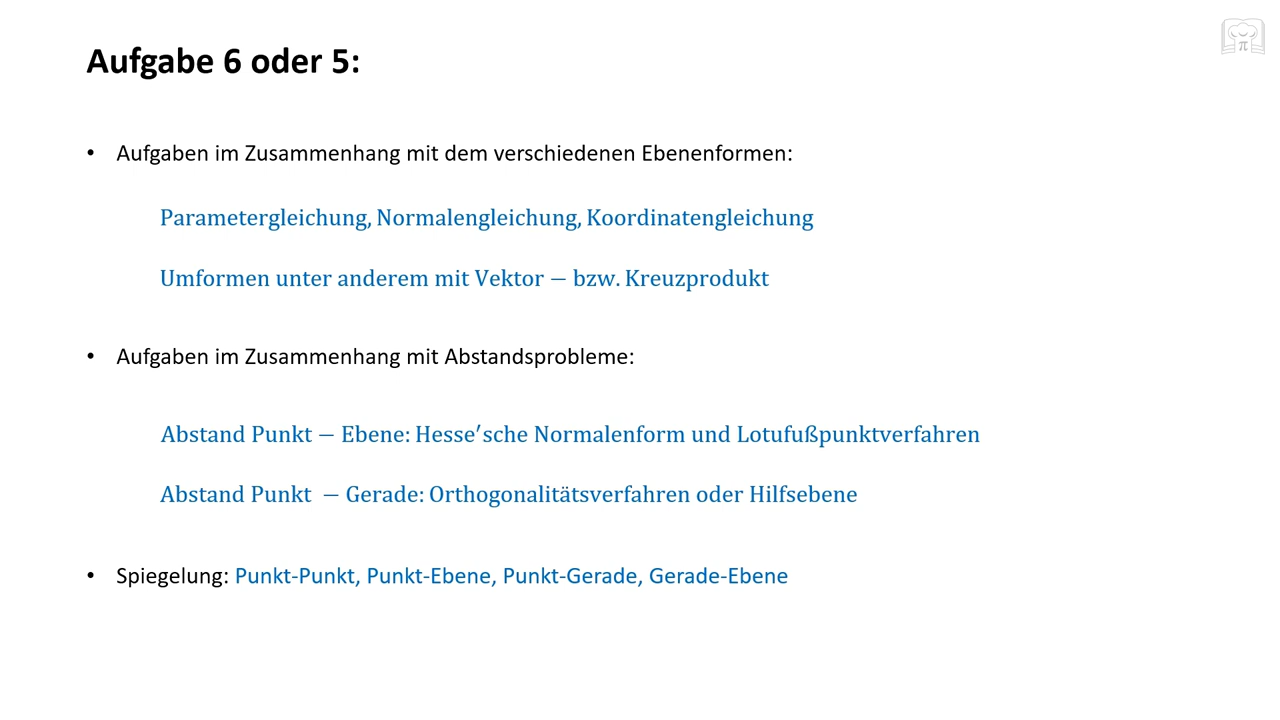 Aufgabe 6 oder 5:
• Aufgaben im Zusammenhang mit dem verschiedenen Ebenenformen:
Parametergleichung, Normalengleichung, Koordinatengleichung
Umformen unter anderem mit Vektor – bzw. Kreuzprodukt
• Aufgaben im Zusammenhang mit Abstandsprobleme:
Abstand Punkt – Ebene: Hesse′sche Normalenform und Lotufußpunktverfahren
Abstand Punkt – Gerade: Orthogonalitätsverfahren oder Hilfsebene
• Spiegelung: Punkt-Punkt, Punkt-Ebene, Punkt-Gerade, Gerade-Ebene
π